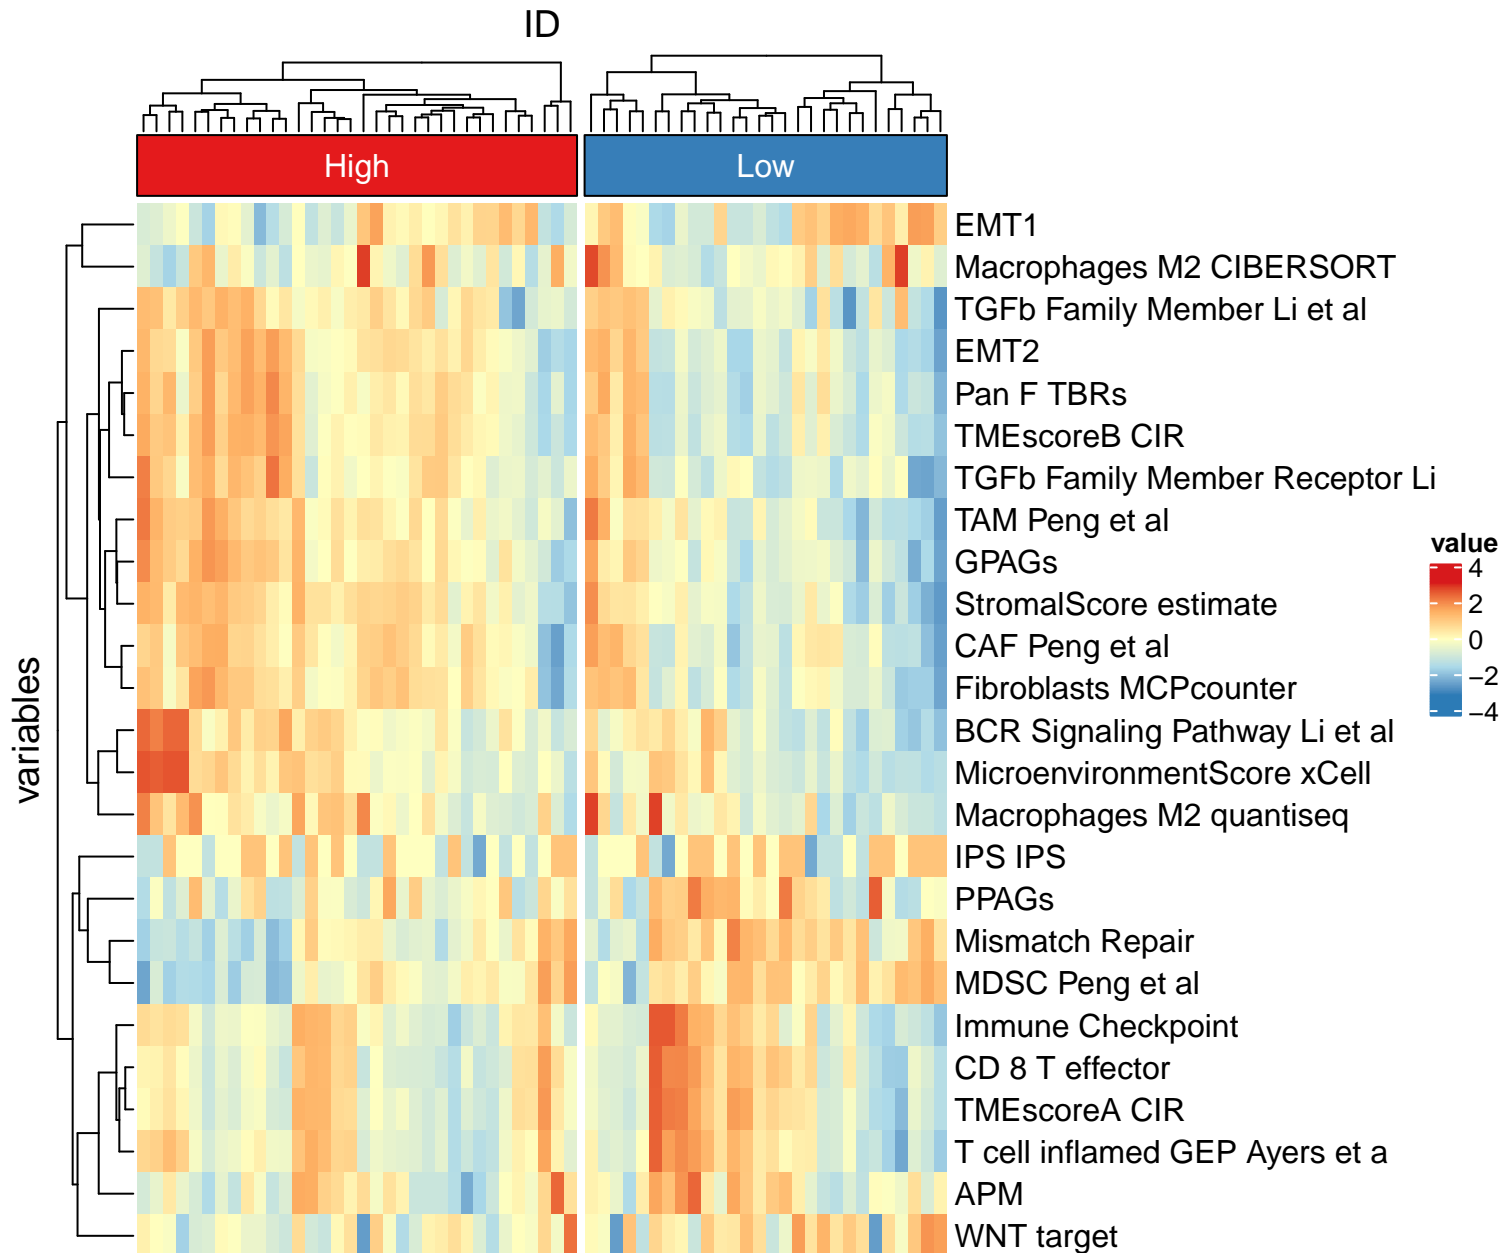 ID
High
Low
EMT1
Macrophages M2 CIBERSORT
TGFb Family Member Li et al
EMT2
Pan F TBRs
TMEscoreB CIR
TGFb Family Member Receptor Li
TAM Peng et al
GPAGs
StromalScore estimate
CAF Peng et al
Fibroblasts MCPcounter
BCR Signaling Pathway Li et al
MicroenvironmentScore xCell
Macrophages M2 quantiseq
IPS IPS
PPAGs
Mismatch Repair
MDSC Peng et al
Immune Checkpoint
CD 8 T effector
TMEscoreA CIR
T cell inflamed GEP Ayers et a
APM
WNT target
variables
value
4
2
0
−2
−4